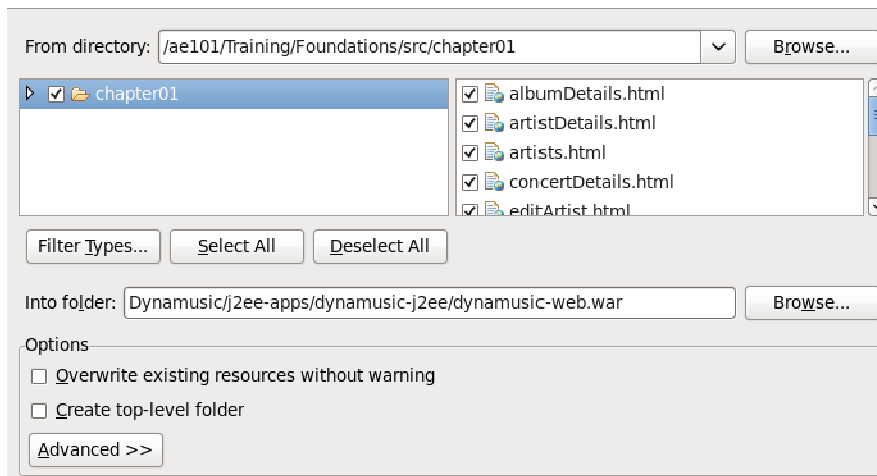 From directory: /ae101/Training/Foundations/src/chapter01 Browse...
chapter01
albumDetails.html
artistDetails.html
artists.html
concertDetails.html
editArtist.html
Filter Types... Select All Deselect All
Into folder: Dynamusic/j2ee-apps/dynamusic-j2ee/dynamusic-web.war Browse...
Options
Overwrite existing resources without warning
Create top-level folder
Advanced >>